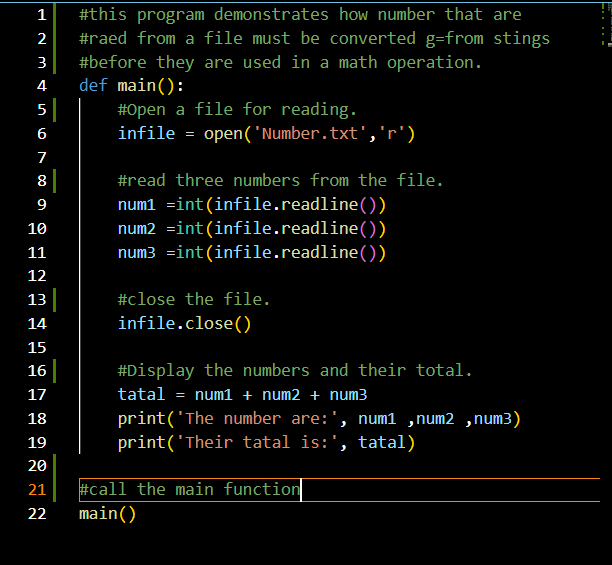 1 #this program demonstrates how number that are
2 #raed from a file must be converted g=from stings
3 #before they are used in a math operation.
4 def main():
5     #Open a file for reading.
6     infile = open('Number.txt','r')
7
8     #read three numbers from the file.
9     num1 =int(infile.readline())
10     num2 =int(infile.readline())
11     num3 =int(infile.readline())
12
13     #close the file.
14     infile.close()
15
16     #Display the numbers and their total.
17     tatal = num1 + num2 + num3
18     print('The number are:', num1 ,num2 ,num3)
19     print('Their tatal is:', tatal)
20
21 #call the main function
22 main()